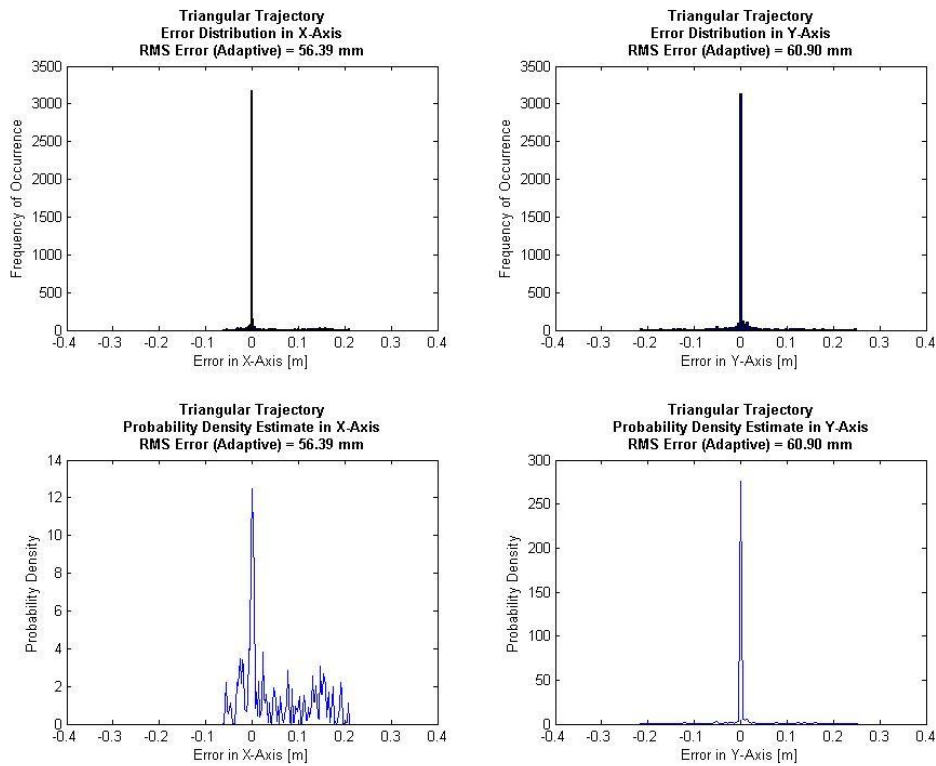 Triangular Trajectory
Error Distribution in X-Axis
RMS Error (Adaptive) = 56.39 mm
3500
3000
2500
2000
1500
1000
500
0
Frequency of Occurrence
-0.4 -0.3 -0.2 -0.1 0 0.1 0.2 0.3 0.4
Error in X-Axis [m]
Triangular Trajectory
Error Distribution in Y-Axis
RMS Error (Adaptive) = 60.90 mm
3500
3000
2500
2000
1500
1000
500
0
Frequency of Occurrence
-0.4 -0.3 -0.2 -0.1 0 0.1 0.2 0.3 0.4
Error in Y-Axis [m]
Triangular Trajectory
Probability Density Estimate in X-Axis
RMS Error (Adaptive) = 56.39 mm
14
12
10
8
6
4
2
0
Probability Density
-0.4 -0.3 -0.2 -0.1 0 0.1 0.2 0.3 0.4
Error in X-Axis [m]
Triangular Trajectory
Probability Density Estimate in Y-Axis
RMS Error (Adaptive) = 60.90 mm
300
250
200
150
100
50
0
Probability Density
-0.4 -0.3 -0.2 -0.1 0 0.1 0.2 0.3 0.4
Error in Y-Axis [m]